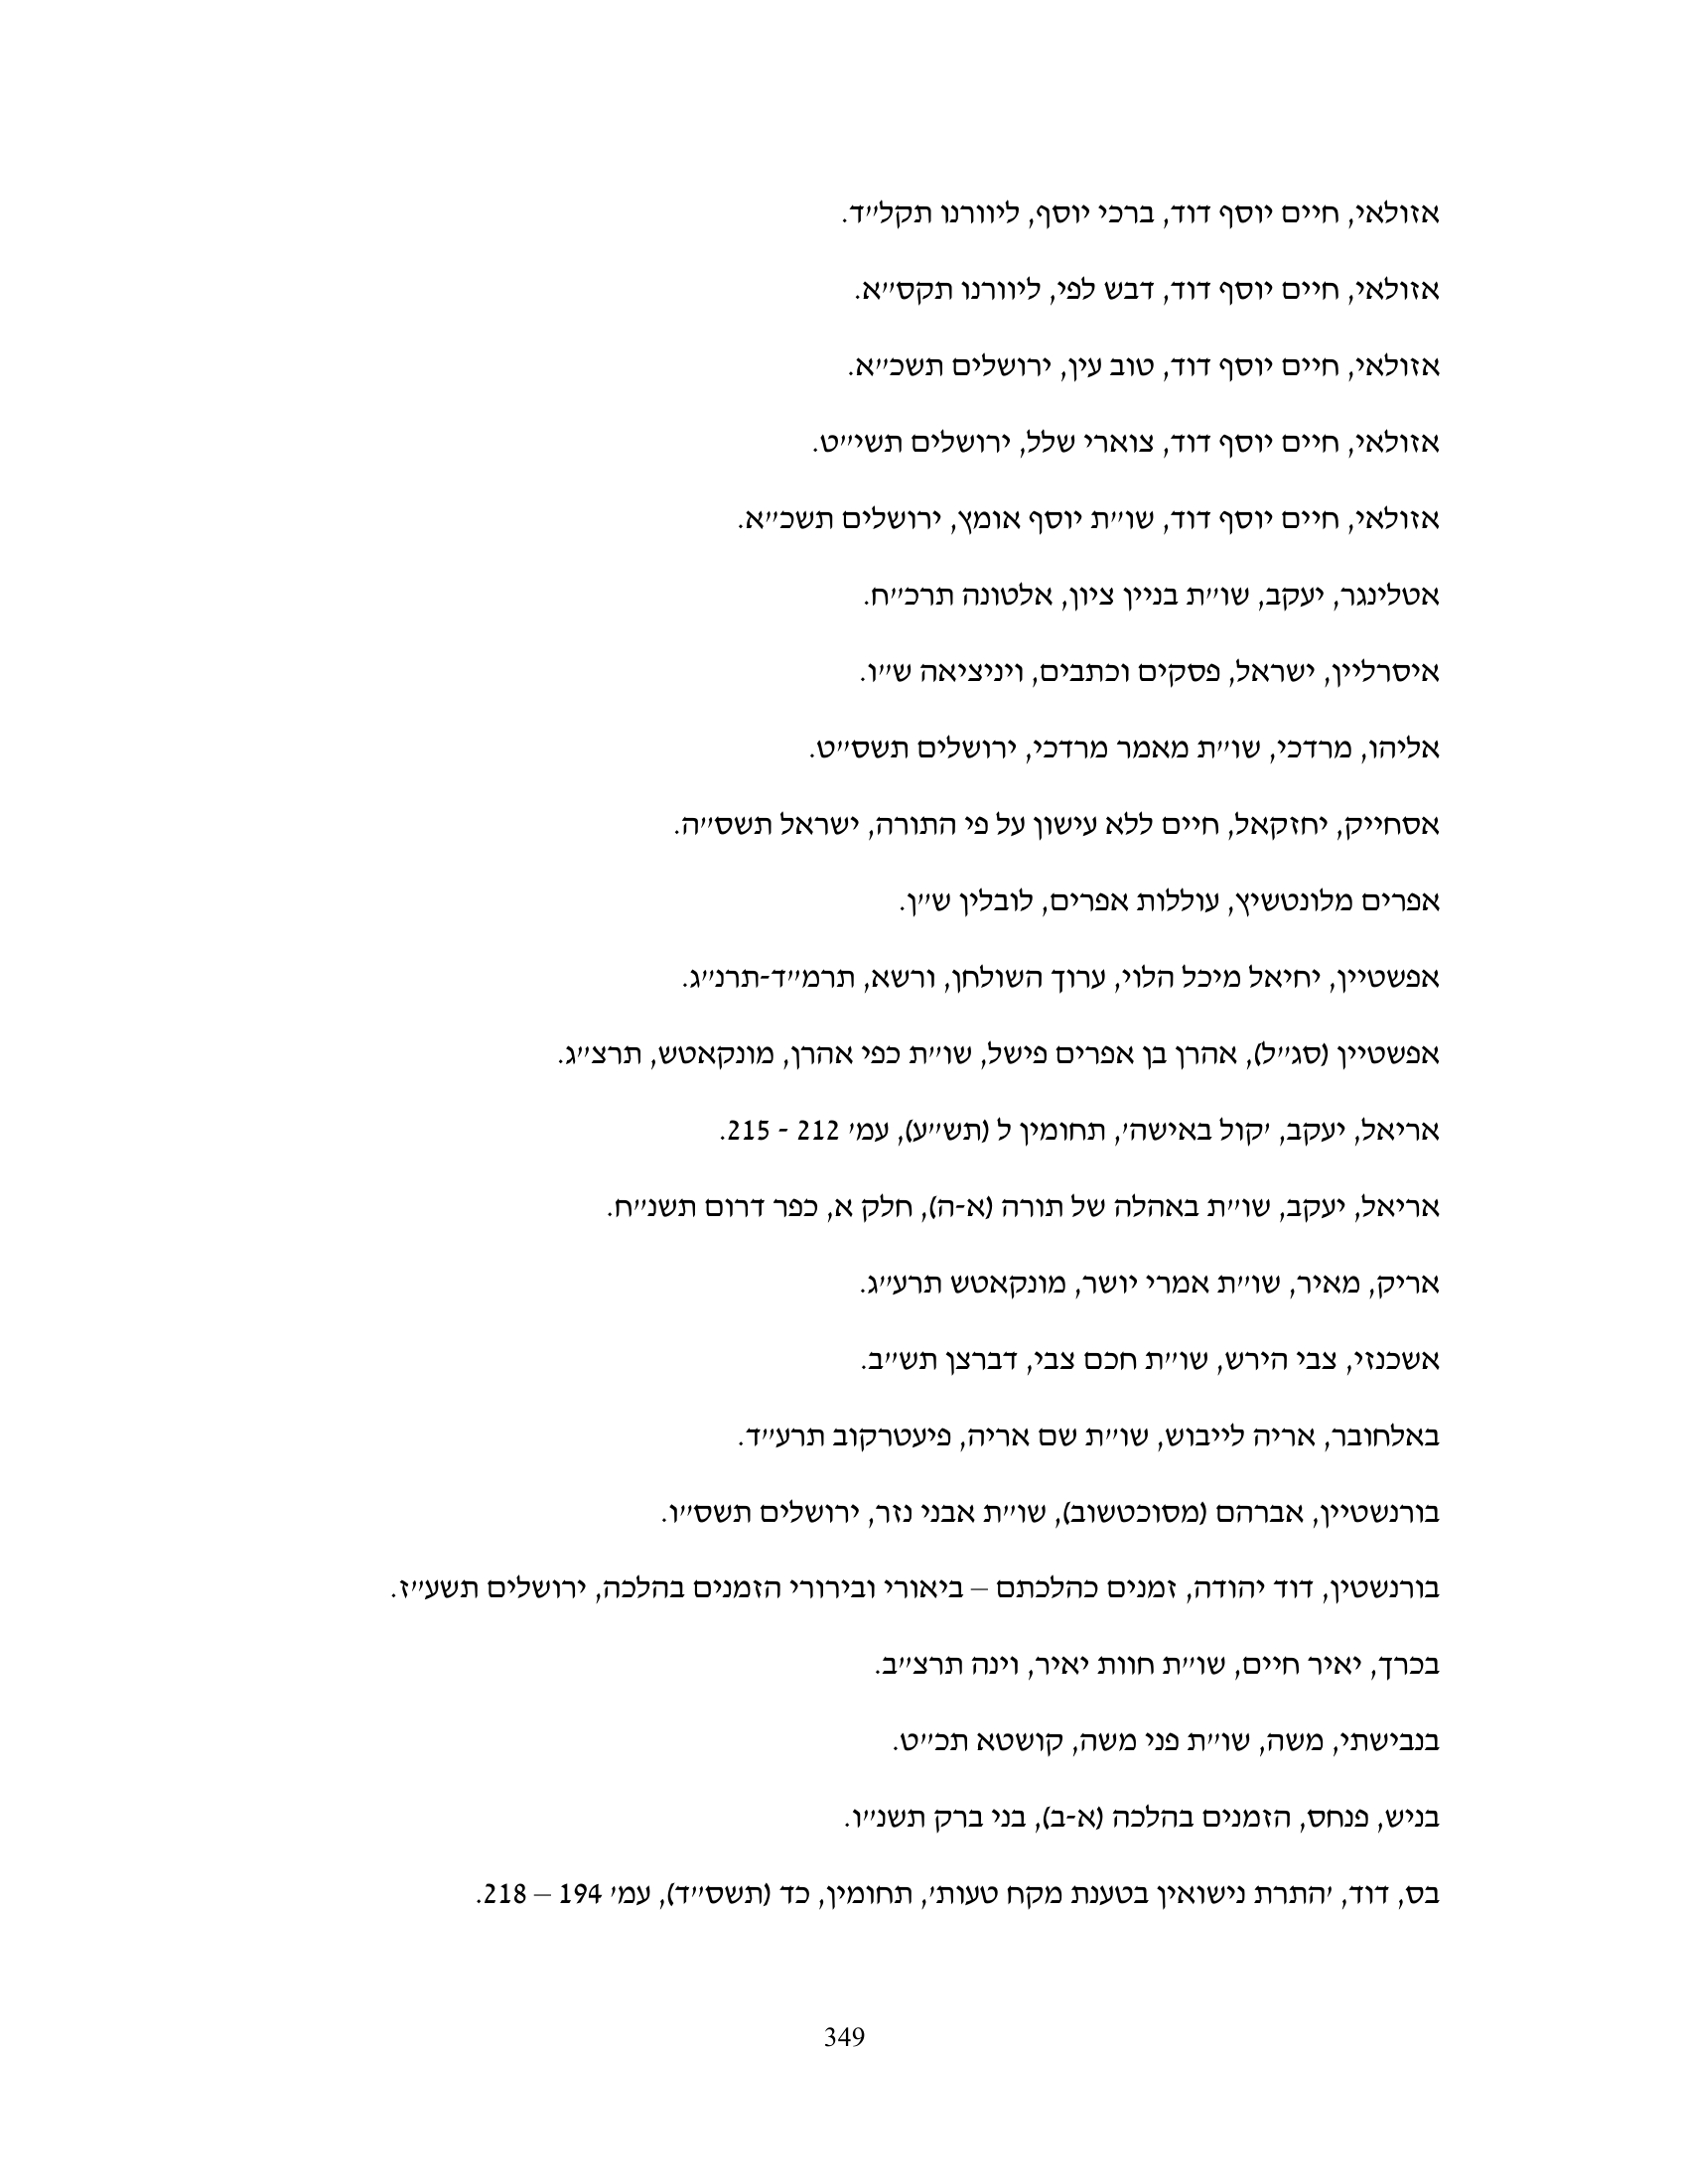 אזולאי, חיים יוסף דוד, ברכי יוסף, ליוורנו תקל״ד.
אזולאי, חיים יוסף דוד, דבש לפי, ליוורנו תקס״א.
אזולאי, חיים יוסף דוד, טוב עין, ירושלים תשכ״א.
אזולאי, חיים יוסף דוד, צוארי שלל, ירושלים תשי״ט.
אזולאי, חיים יוסף דוד, שו״ת יוסף אומץ, ירושלים תשכ״א.
אטלינגר, יעקב, שו״ת בניין ציון, אלטונה תרכ״ח.
איסרליין, ישראל, פסקים וכתבים, ויניציאה ש״ו.
אליהו, מרדכי, שו״ת מאמר מרדכי, ירושלים תשס״ט.
אסחייק, יחזקאל, חיים ללא עישון על פי התורה, ישראל תשס״ה.
אפרים מלונטשיץ, עוללות אפרים, לובלין ש״ן.
אפשטיין, יחיאל מיכל הלוי, ערוך השולחן, ורשא, תרמ״ד-תרנ״ג.
אפשטיין (סג״ל), אהרן בן אפרים פישל, שו״ת כפי אהרן, מונקאטש, תרצ״ג.
אריאל, יעקב, ׳קול באישה׳, תחומין ל (תש״ע), עמ׳ 212 - 215.
אריאל, יעקב, שו״ת באהלה של תורה (א-ה), חלק א, כפר דרום תשנ״ח.
אריק, מאיר, שו״ת אמרי יושר, מונקאטש תרע״ג.
אשכנזי, צבי הירש, שו״ת חכם צבי, דברצן תש״ב.
באלחובר, אריה לייבוש, שו״ת שם אריה, פיעטרקוב תרע״ד.
בורנשטיין, אברהם (מסוכטשוב), שו״ת אבני נזר, ירושלים תשס״ו.
בורנשטין, דוד יהודה, זמנים כהלכתם – ביאורי ובירורי הזמנים בהלכה, ירושלים תשע״ז.
בכרך, יאיר חיים, שו״ת חוות יאיר, וינה תרצ״ב.
בנבישתי, משה, שו״ת פני משה, קושטא תכ״ט.
בניש, פנחס, הזמנים בהלכה (א-ב), בני ברק תשנ״ו.
בס, דוד, ׳התרת נישואין בטענת מקח טעות׳, תחומין, כד (תשס״ד), עמ׳ 194 – 218.
349